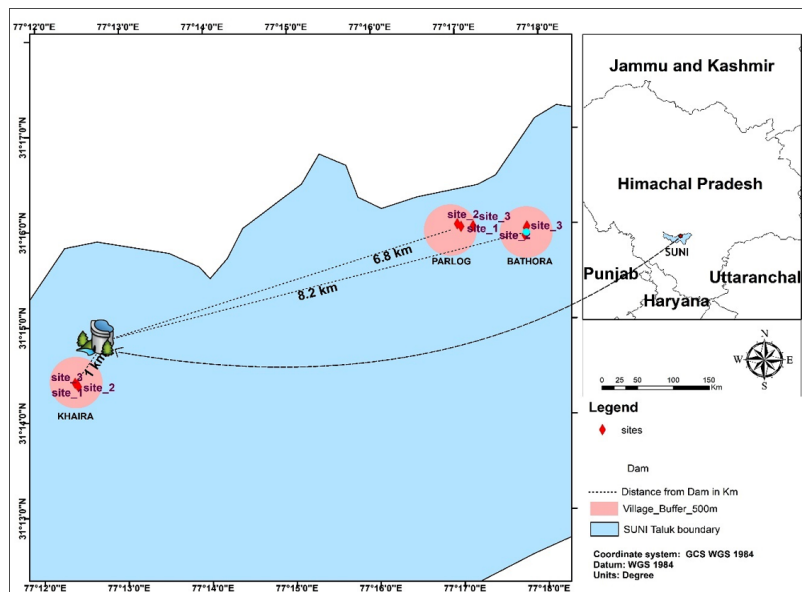 77°12'0"E 77°13'0"E 77°14'0"E 77°15'0"E 77°16'0"E 77°17'0"E 77°18'0"E
31°17'0"N
31°16'0"N
31°15'0"N
31°14'0"N
31°13'0"N
site_2
site_3
site_1
site_3
site_2
PARLOG
BATHORA
6.8 km
8.2 km
1 km
site_3
site_2
site_1
KHAIRA
77°12'0"E 77°13'0"E 77°14'0"E 77°15'0"E 77°16'0"E 77°17'0"E 77°18'0"E
Jammu and Kashmir
Himachal Pradesh
SUNI
Punjab
Uttaranchal
Haryana
N
W E
S
0 25 50 100 150
Km
Legend
sites
Dam
Distance from Dam in Km
Village_Buffer_500m
SUNI Taluk boundary
Coordinate system: GCS WGS 1984
Datum: WGS 1984
Units: Degree